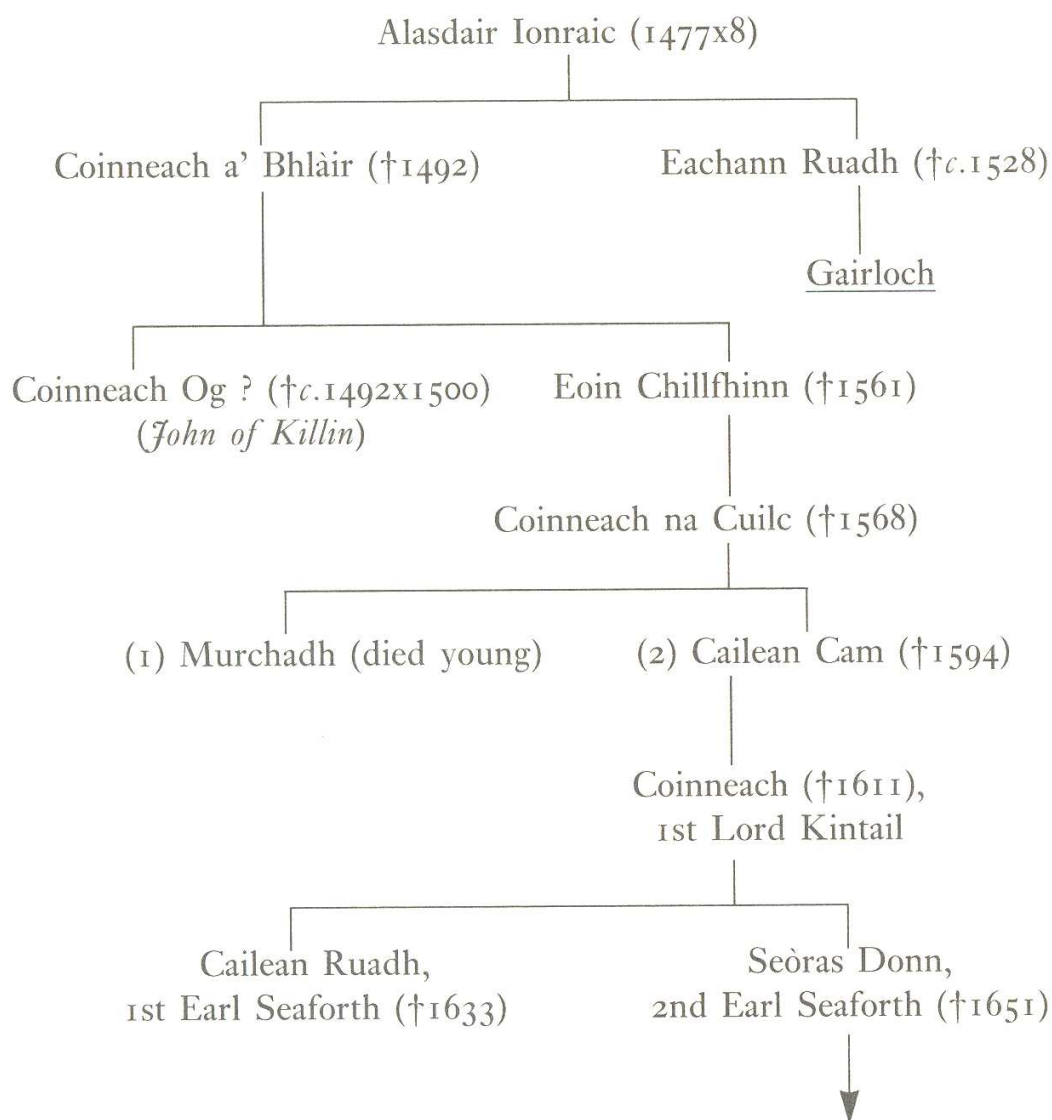 Alasdair Ionraic (1477x8)
Coinneach a' Bhlàir (†1492)
Eachann Ruadh (†c.1528)
Gairloch
Coinneach Og ? (†c.1492x1500)
(John of Killin)
Eoin Chillfhinn (†1561)
Coinneach na Cuilc (†1568)
(1) Murchadh (died young)
(2) Cailean Cam (†1594)
Coinneach (†1611),
1st Lord Kintail
Cailean Ruadh,
1st Earl Seaforth (†1633)
Seòras Donn,
2nd Earl Seaforth (†1651)